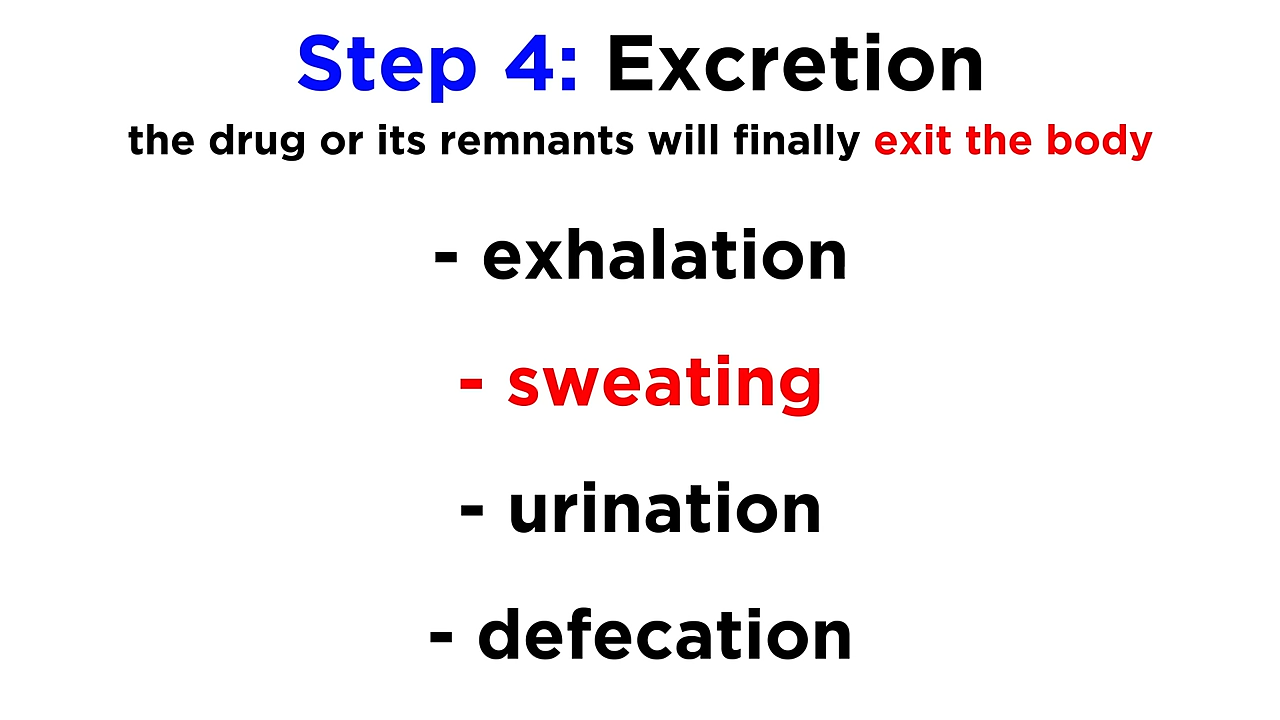 Step 4: Excretion
the drug or its remnants will finally exit the body
- exhalation
- sweating
- urination
- defecation